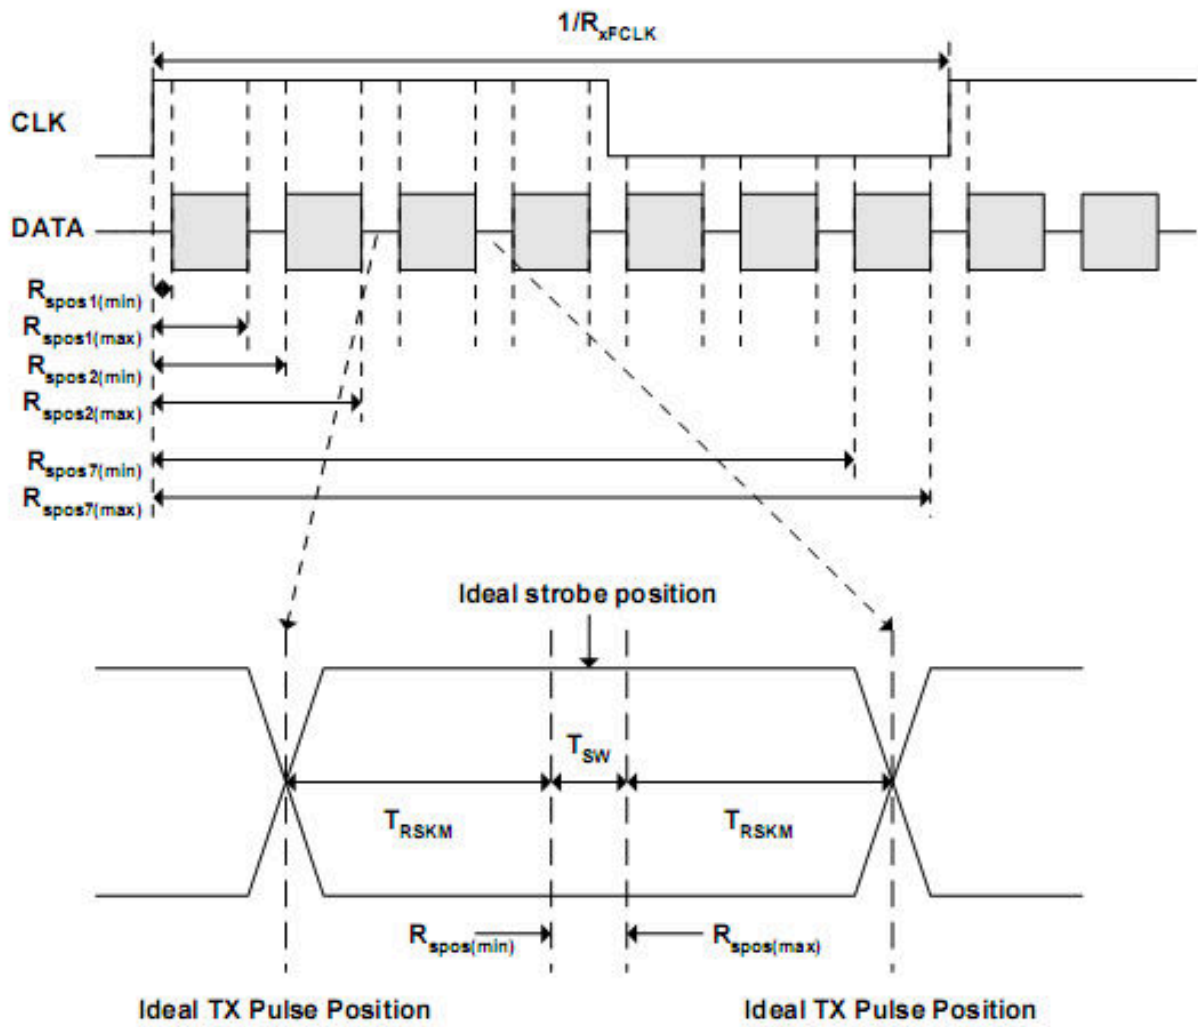 1/RxFCLK
CLK
DATA
Rspos1(min)
Rspos1(max)
Rspos2(min)
Rspos2(max)
Rspos7(min)
Rspos7(max)
Ideal strobe position
TSW
TRSKM TRSKM
Rspos(min) Rspos(max)
Ideal TX Pulse Position Ideal TX Pulse Position